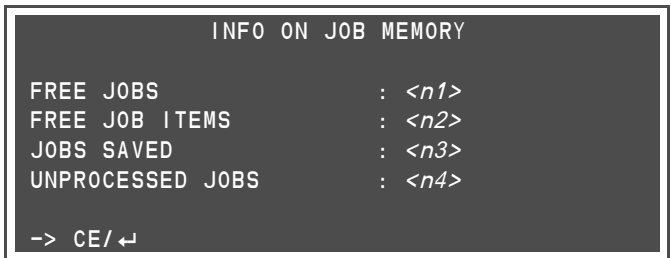 INFO ON JOB MEMORY
FREE JOBS : <n1>
FREE JOB ITEMS : <n2>
JOBS SAVED : <n3>
UNPROCESSED JOBS : <n4>
-> CE/↵